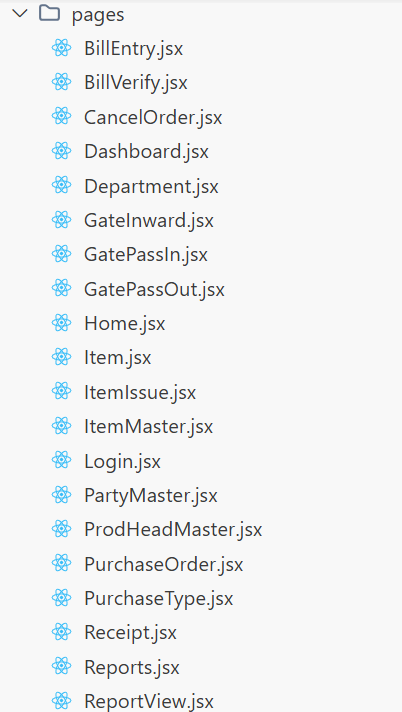 pages
BillEntry.jsx
BillVerify.jsx
CancelOrder.jsx
Dashboard.jsx
Department.jsx
GateInward.jsx
GatePassIn.jsx
GatePassOut.jsx
Home.jsx
Item.jsx
ItemIssue.jsx
ItemMaster.jsx
Login.jsx
PartyMaster.jsx
ProdHeadMaster.jsx
PurchaseOrder.jsx
PurchaseType.jsx
Receipt.jsx
Reports.jsx
ReportView.jsx